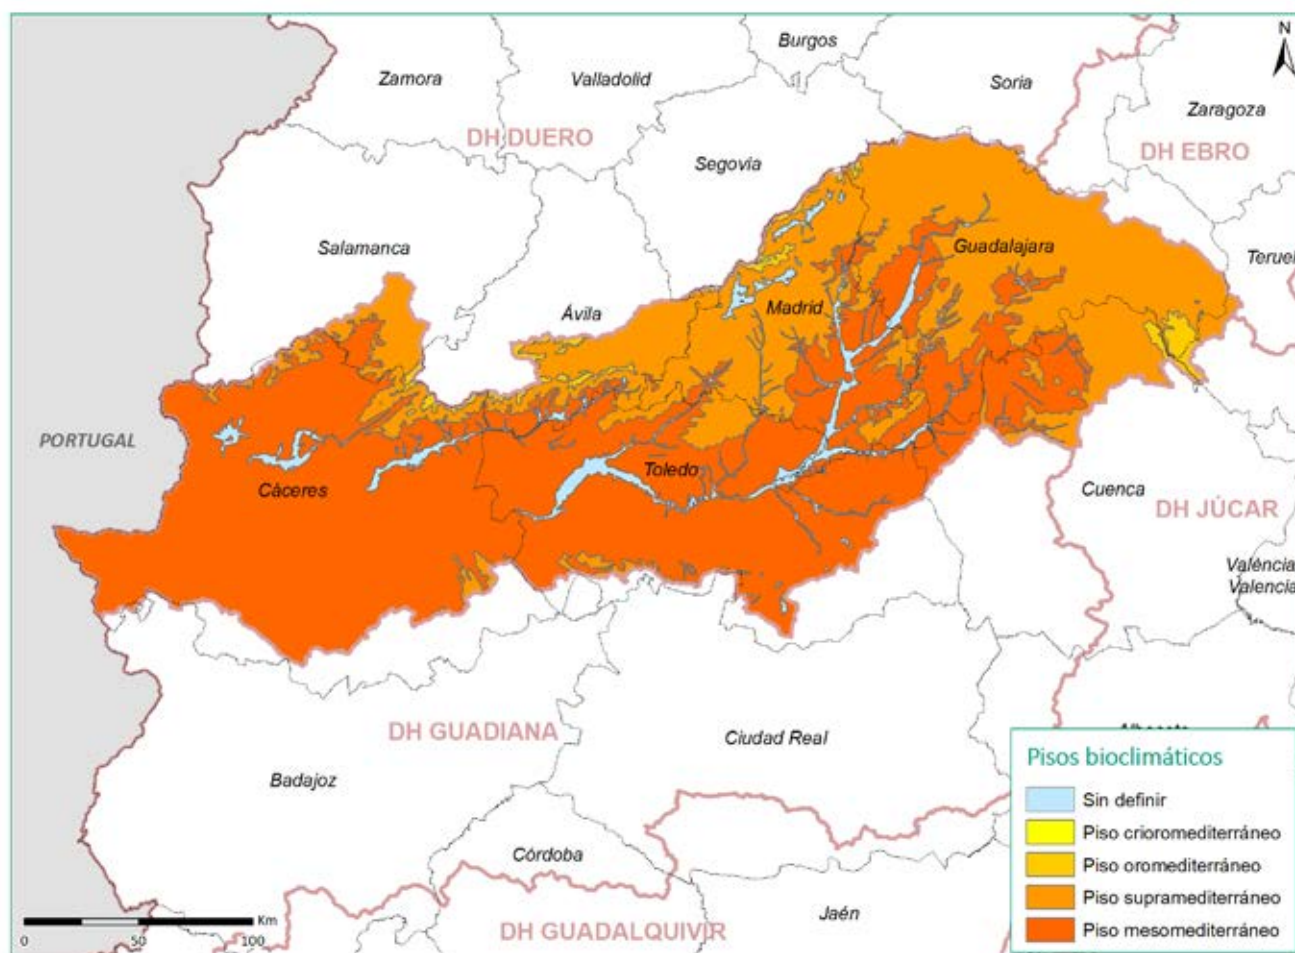 Burgos
N
Zamora
Valladolid
Soria
Zaragoza
DH DUERO
DH EBRO
Segovia
Salamanca
Guadalajara
Teruel
Ávila
Madrid
PORTUGAL
Toledo
Cáceres
Cuenca
DH JÚCAR
València
Valencia
DH GUADIANA
Ciudad Real
Badajoz
Córdoba
Jaén
DH GUADALQUIVIR
Km
0 50 100
Pisos bioclimáticos
Sin definir
Piso crioromediterráneo
Piso oromediterráneo
Piso supramediterráneo
Piso mesomediterráneo